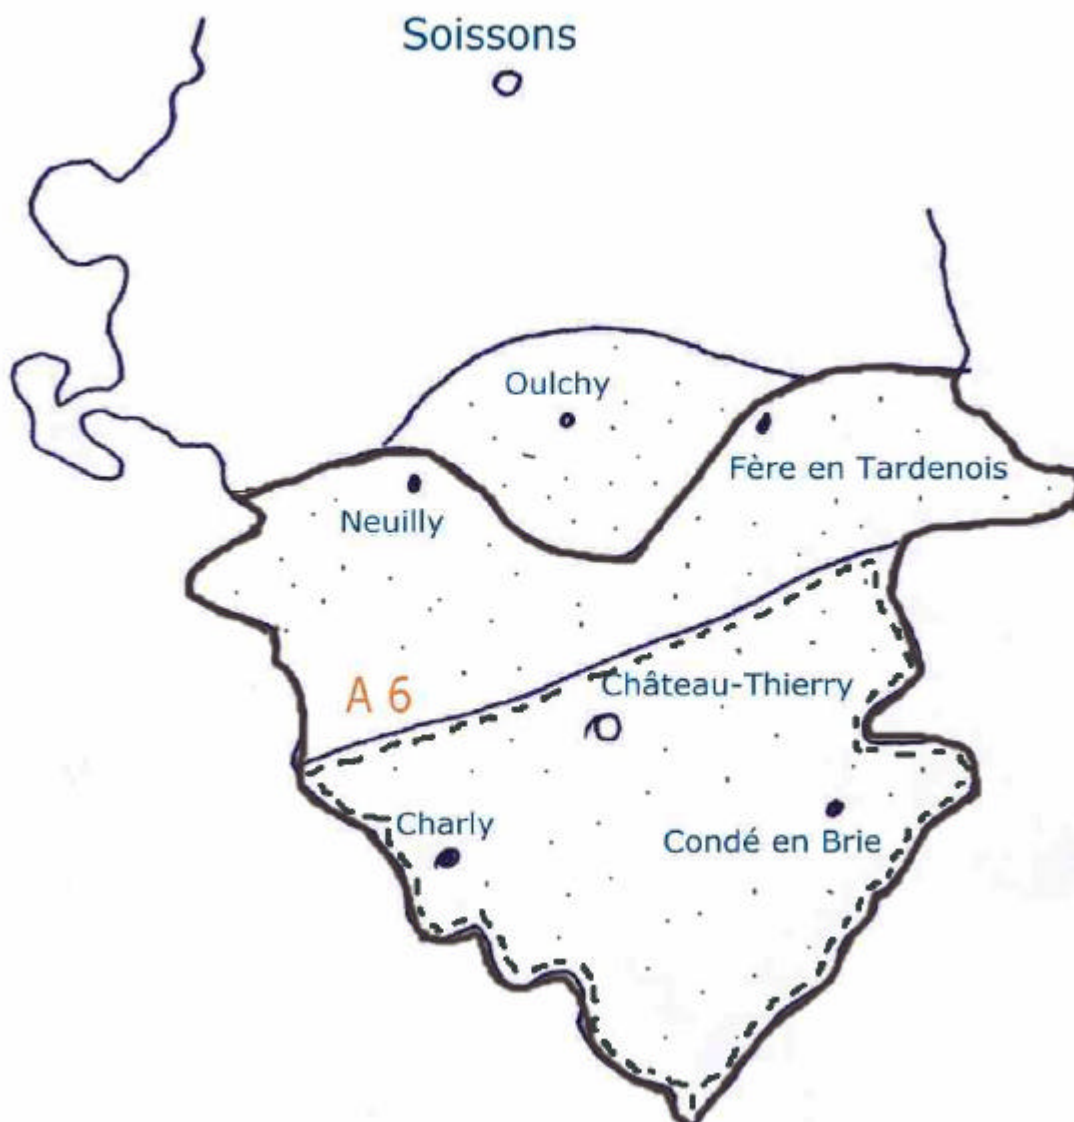 Soissons
Oulchy
Fère en Tardenois
Neuilly
A 6
Château-Thierry
Charly
Condé en Brie